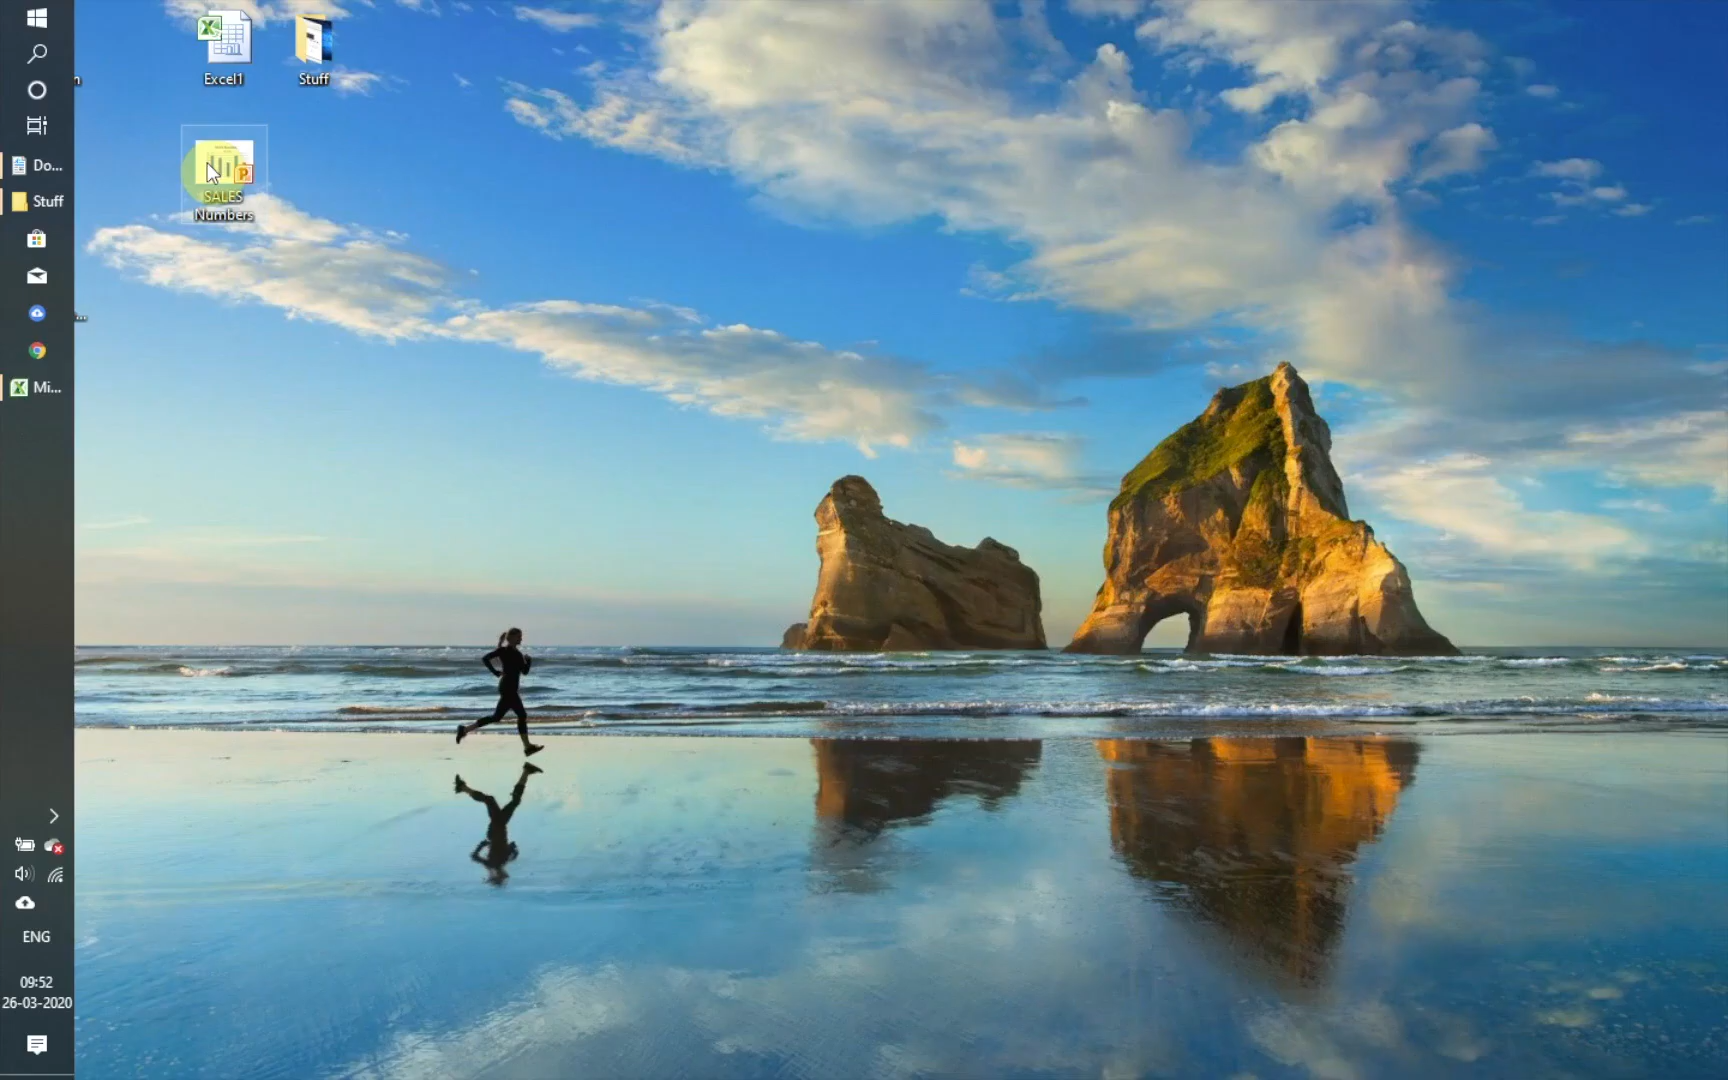 Excel1
Stuff
n
SALES
Numbers
Do...
Stuff
...
Mi...
ENG
09:52
26-03-2020